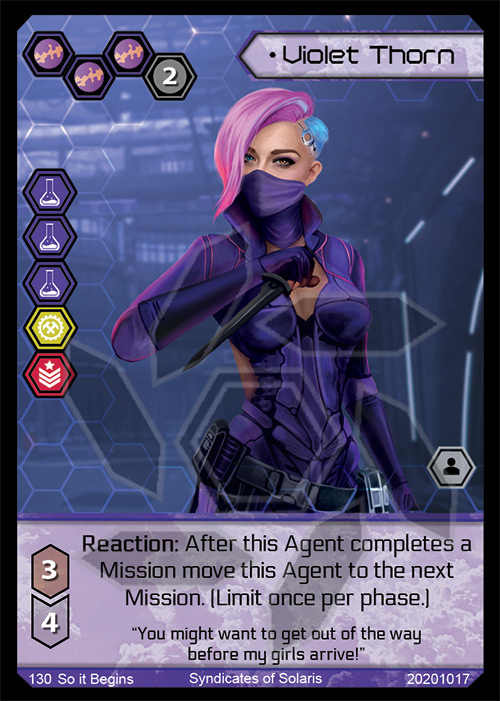 • Violet Thorn
2
3
4
Reaction: After this Agent completes a
Mission move this Agent to the next
Mission. (Limit once per phase.)
“You might want to get out of the way
before my girls arrive!”
130 So it Begins Syndicates of Solaris 20201017